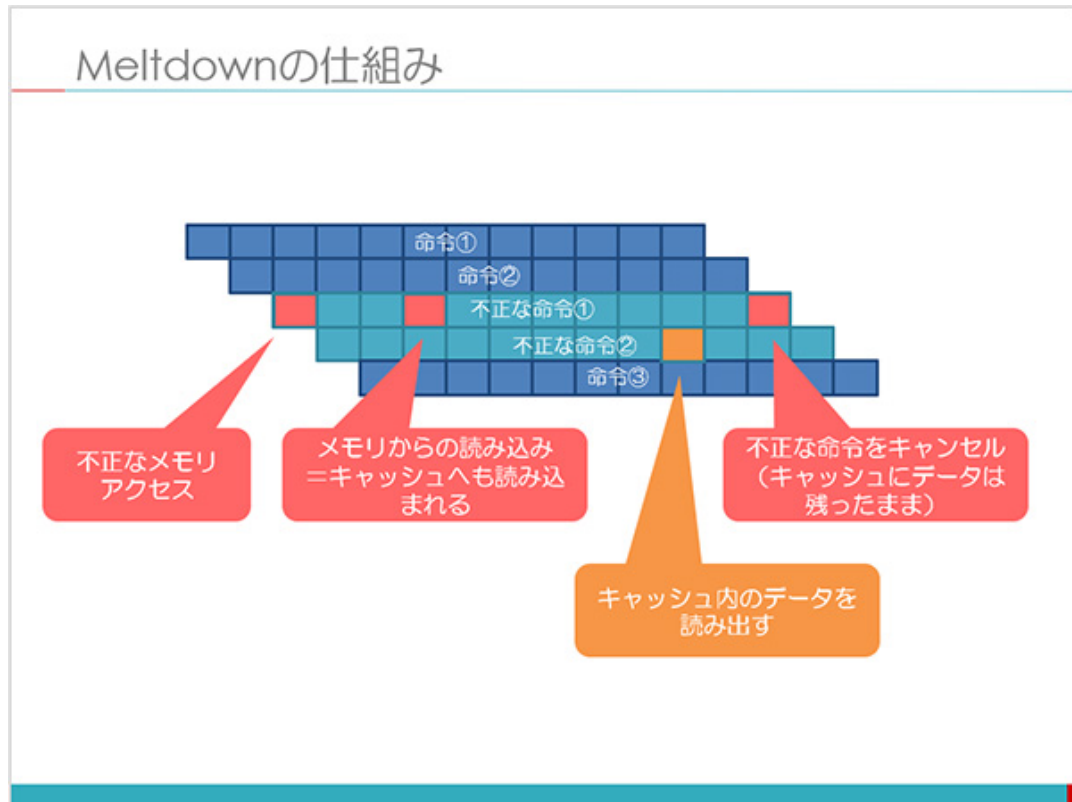 Meltdownの仕組み
命令①
命令②
不正な命令①
不正な命令②
命令③
不正なメモリ
アクセス
メモリからの読み込み
＝キャッシュへも読み込
まれる
不正な命令をキャンセル
（キャッシュにデータは
残ったまま）
キャッシュ内のデータを
読み出す